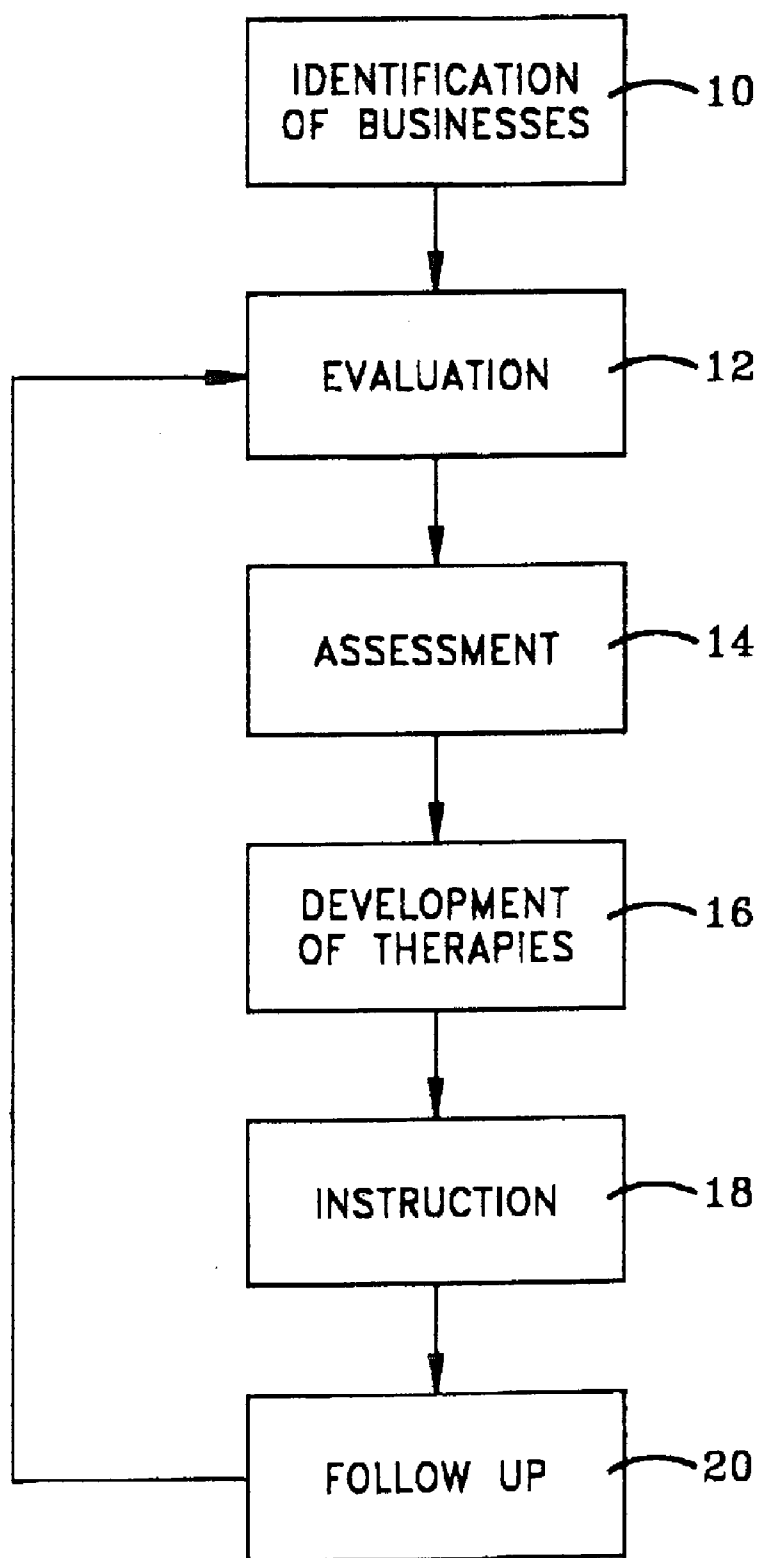 IDENTIFICATION
OF BUSINESSES
10
EVALUATION
12
ASSESSMENT
14
DEVELOPMENT
OF THERAPIES
16
INSTRUCTION
18
FOLLOW UP
20